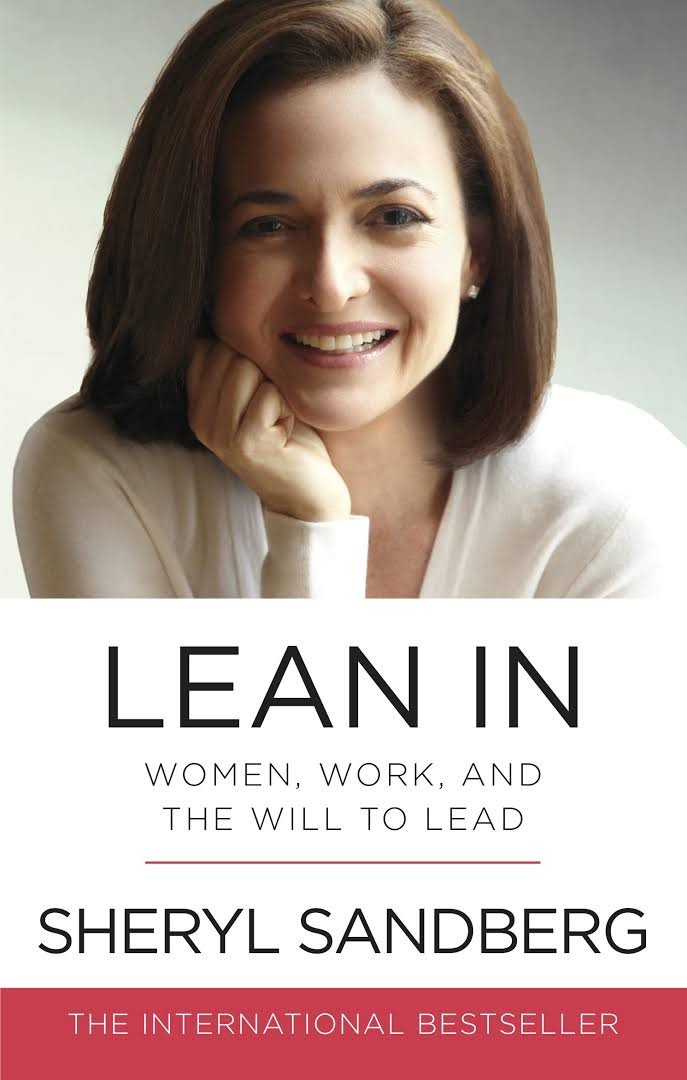 LEAN IN
WOMEN, WORK, AND
THE WILL TO LEAD
SHERYL SANDBERG
THE INTERNATIONAL BESTSELLER